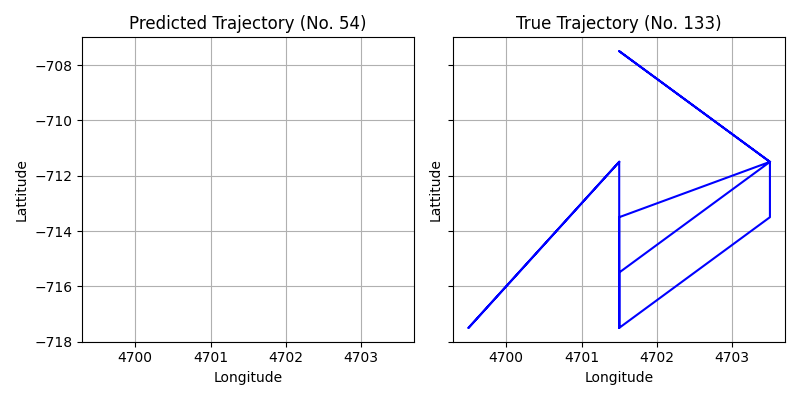 Predicted Trajectory (No. 54)
True Trajectory (No. 133)
−708
−710
−712
−714
−716
−718
Lattitude
Lattitude
4700
4701
4702
4703
4700
4701
4702
4703
Longitude
Longitude